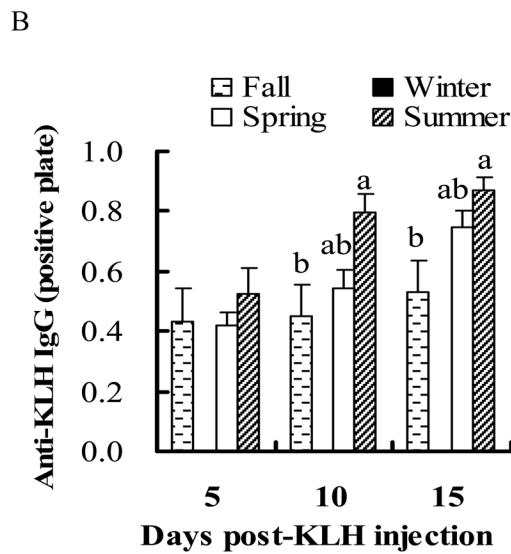 B
Fall Winter
Spring Summer
Anti-KLH IgG (positive plate)
1.0
0.8
0.6
0.4
0.2
0.0
b ab a
b ab a
5 10 15
Days post-KLH injection